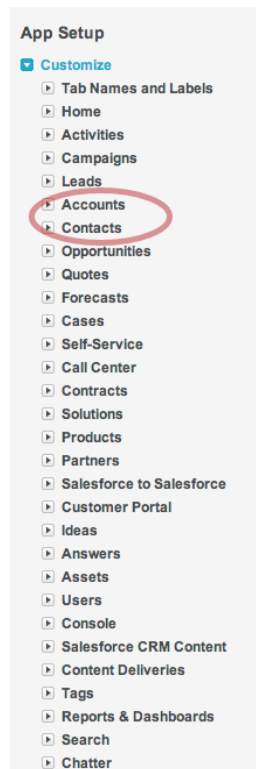 App Setup
Customize
Tab Names and Labels
Home
Activities
Campaigns
Leads
Accounts
Contacts
Opportunities
Quotes
Forecasts
Cases
Self-Service
Call Center
Contracts
Solutions
Products
Partners
Salesforce to Salesforce
Customer Portal
Ideas
Answers
Assets
Users
Console
Salesforce CRM Content
Content Deliveries
Tags
Reports & Dashboards
Search
Chatter